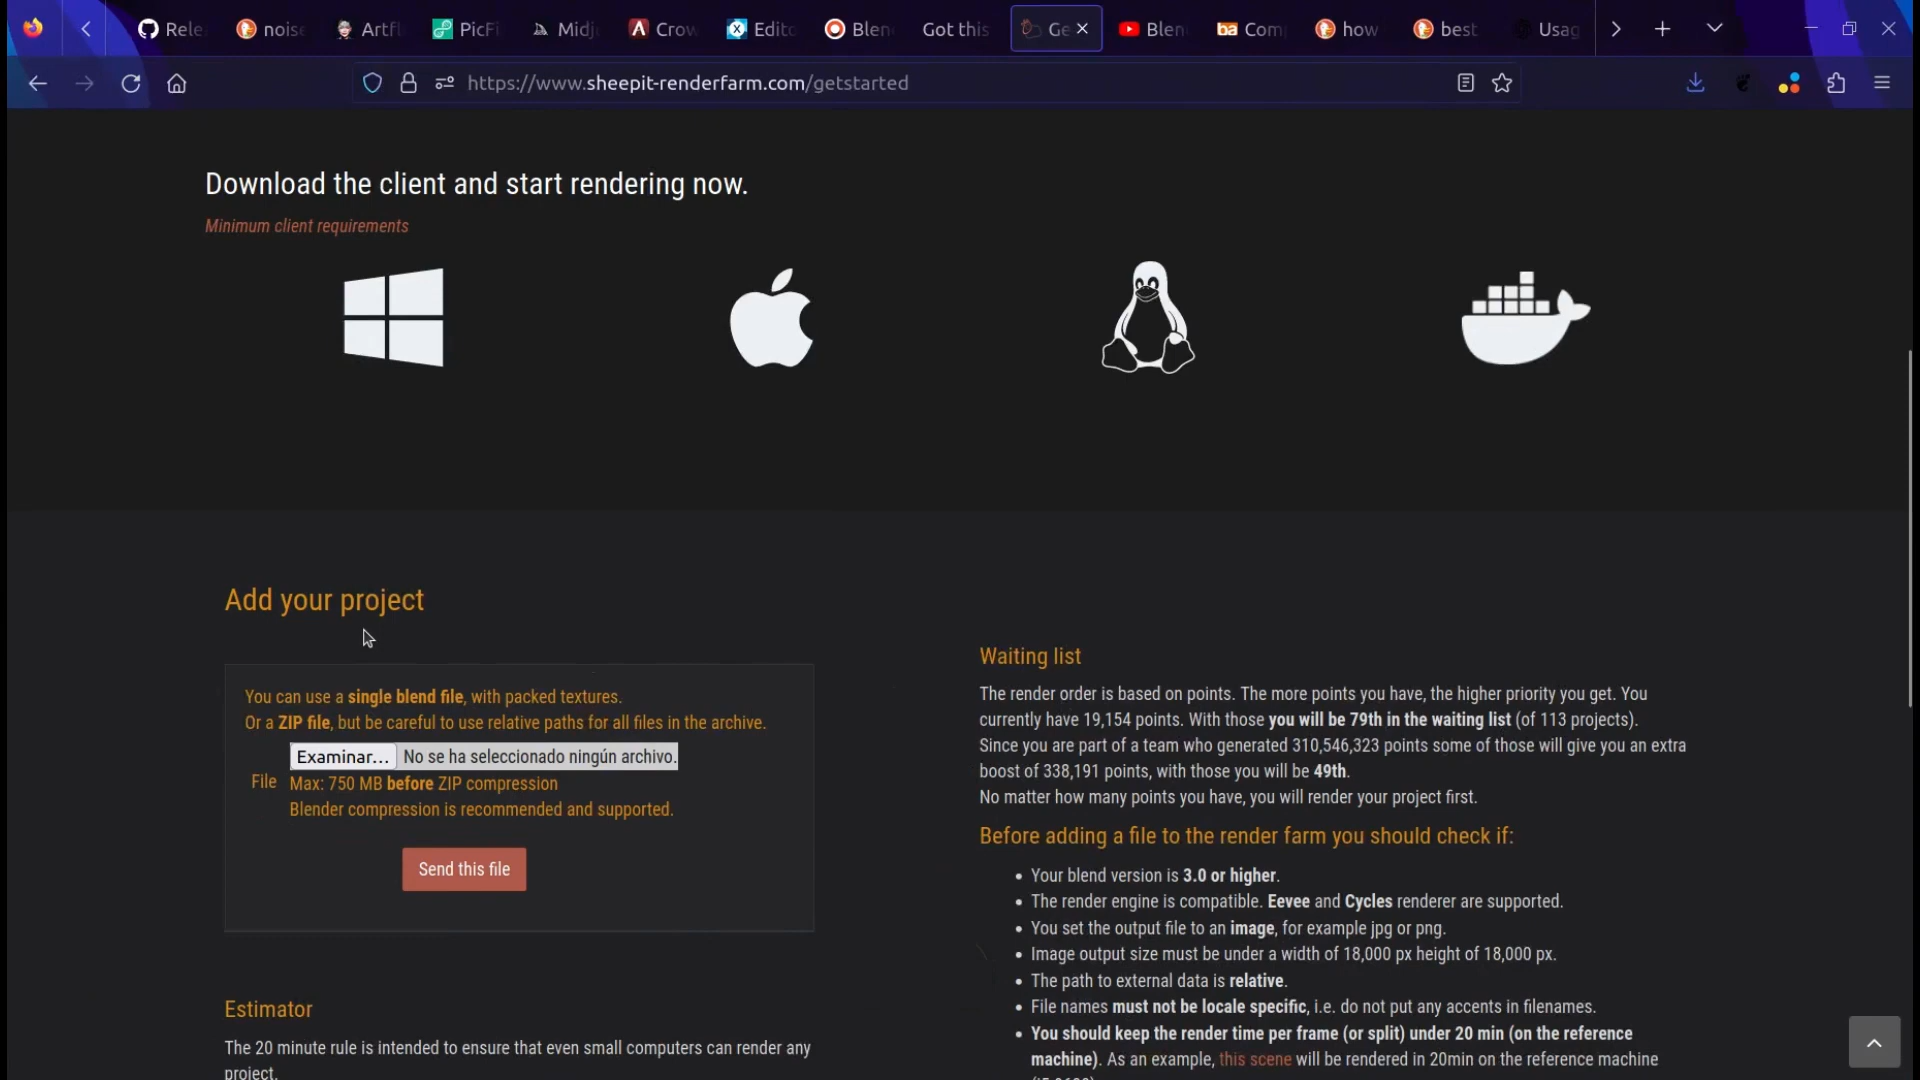 Rele
noise
Artfl
PicFi
Midj
Crow
Edito
Blen
Got this
Ge
Blen
Com
how
best
Usag
https://www.sheepit-renderfarm.com/getstarted
Download the client and start rendering now.
Minimum client requirements
Add your project
You can use a single blend file, with packed textures.
Or a ZIP file, but be careful to use relative paths for all files in the archive.
Examinar... No se ha seleccionado ningún archivo.
File
Max: 750 MB before ZIP compression
Blender compression is recommended and supported.
Send this file
Estimator
The 20 minute rule is intended to ensure that even small computers can render any
project.
Waiting list
The render order is based on points. The more points you have, the higher priority you get. You
currently have 19,154 points. With those you will be 79th in the waiting list (of 113 projects).
Since you are part of a team who generated 310,546,323 points some of those will give you an extra
boost of 338,191 points, with those you will be 49th.
No matter how many points you have, you will render your project first.
Before adding a file to the render farm you should check if:
• Your blend version is 3.0 or higher.
• The render engine is compatible. Eevee and Cycles renderer are supported.
• You set the output file to an image, for example jpg or png.
• Image output size must be under a width of 18,000 px height of 18,000 px.
• The path to external data is relative.
• File names must not be locale specific, i.e. do not put any accents in filenames.
• You should keep the render time per frame (or split) under 20 min (on the reference
machine). As an example, this scene will be rendered in 20min on the reference machine